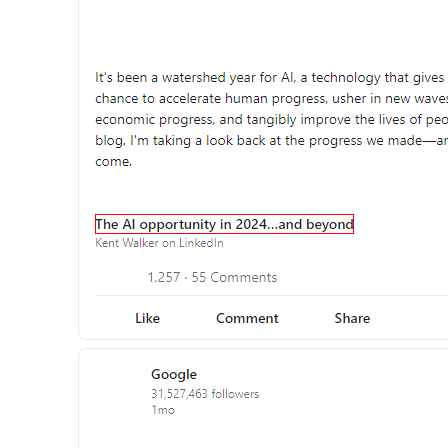 It's been a watershed year for AI, a technology that gives
chance to accelerate human progress, usher in new waves
economic progress, and tangibly improve the lives of peo
blog, I'm taking a look back at the progress we made—an
come.
The AI opportunity in 2024...and beyond
Kent Walker on LinkedIn
1,257 · 55 Comments
Like Comment Share
Google
31,527,463 followers
1mo